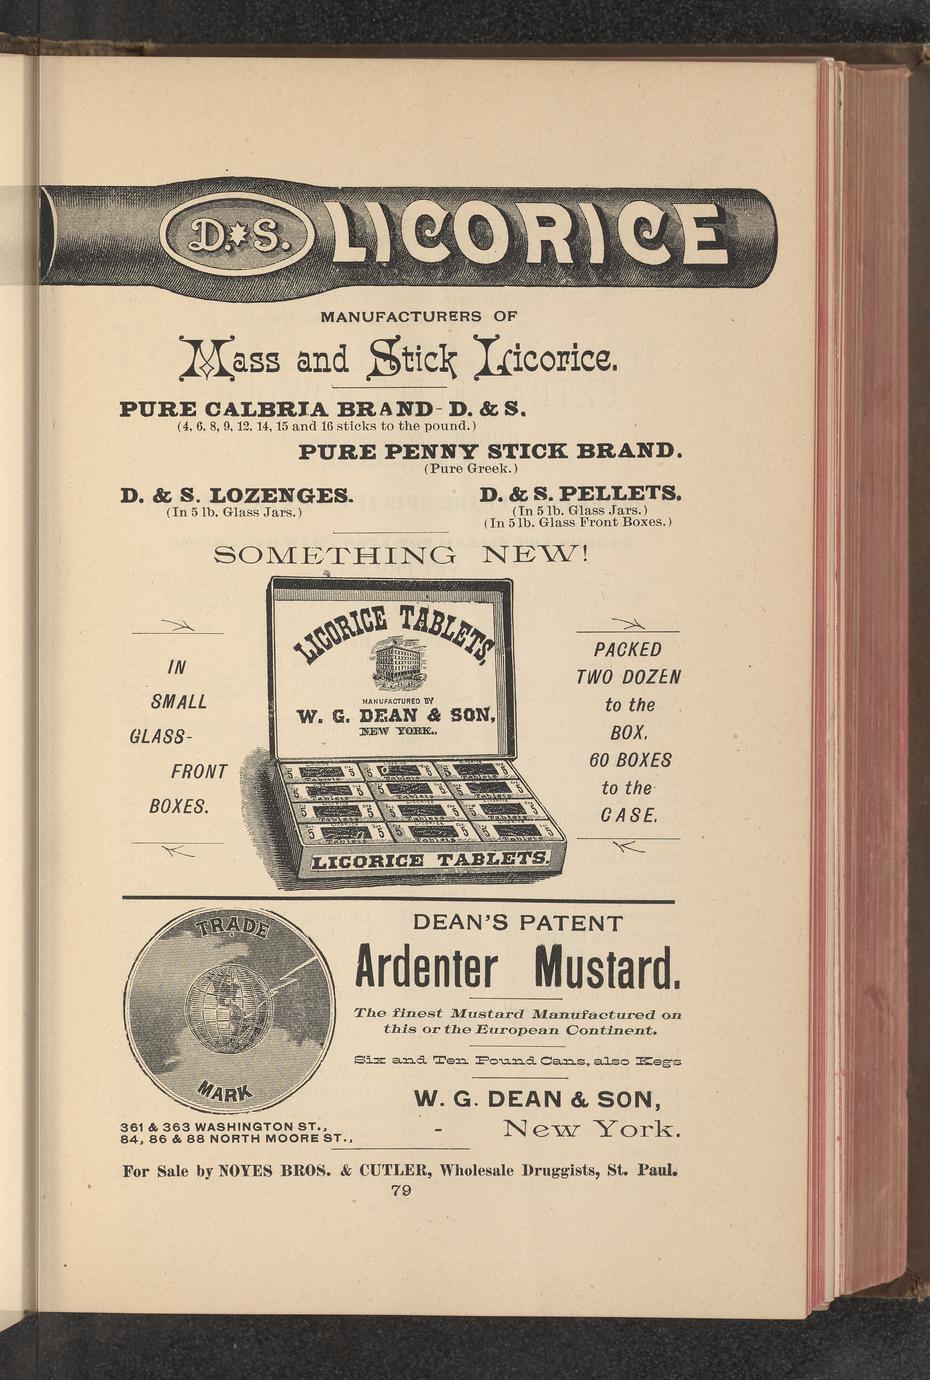 D. * S. LICORICE
MANUFACTURERS OF
Mass and Stick Licorice.
PURE CALBRIA BRAND - D. & S.
(4, 6, 8, 9, 12, 14, 15 and 16 sticks to the pound.)
PURE PENNY STICK BRAND.
(Pure Greek.)
D. & S. LOZENGES.
(In 5 lb. Glass Jars.)
D. & S. PELLETS.
(In 5 lb. Glass Jars.)
(In 5 lb. Glass Front Boxes.)
SOMETHING NEW!
IN
SMALL
GLASS-
FRONT
BOXES.
LICORICE TABLETS,
MANUFACTURED BY
W. G. DEAN & SON,
NEW YORK.
LICORICE TABLETS.
PACKED
TWO DOZEN
to the
BOX.
60 BOXES
to the
CASE.
TRADE
MARK
361 & 363 WASHINGTON ST.,
84, 86 & 88 NORTH MOORE ST.,
DEAN'S PATENT
Ardenter Mustard.
The finest Mustard Manufactured on
this or the European Continent.
Six and Ten Pound Cans, also Kegs
W. G. DEAN & SON,
- New York.
For Sale by NOYES BROS. & CUTLER, Wholesale Druggists, St. Paul.
79